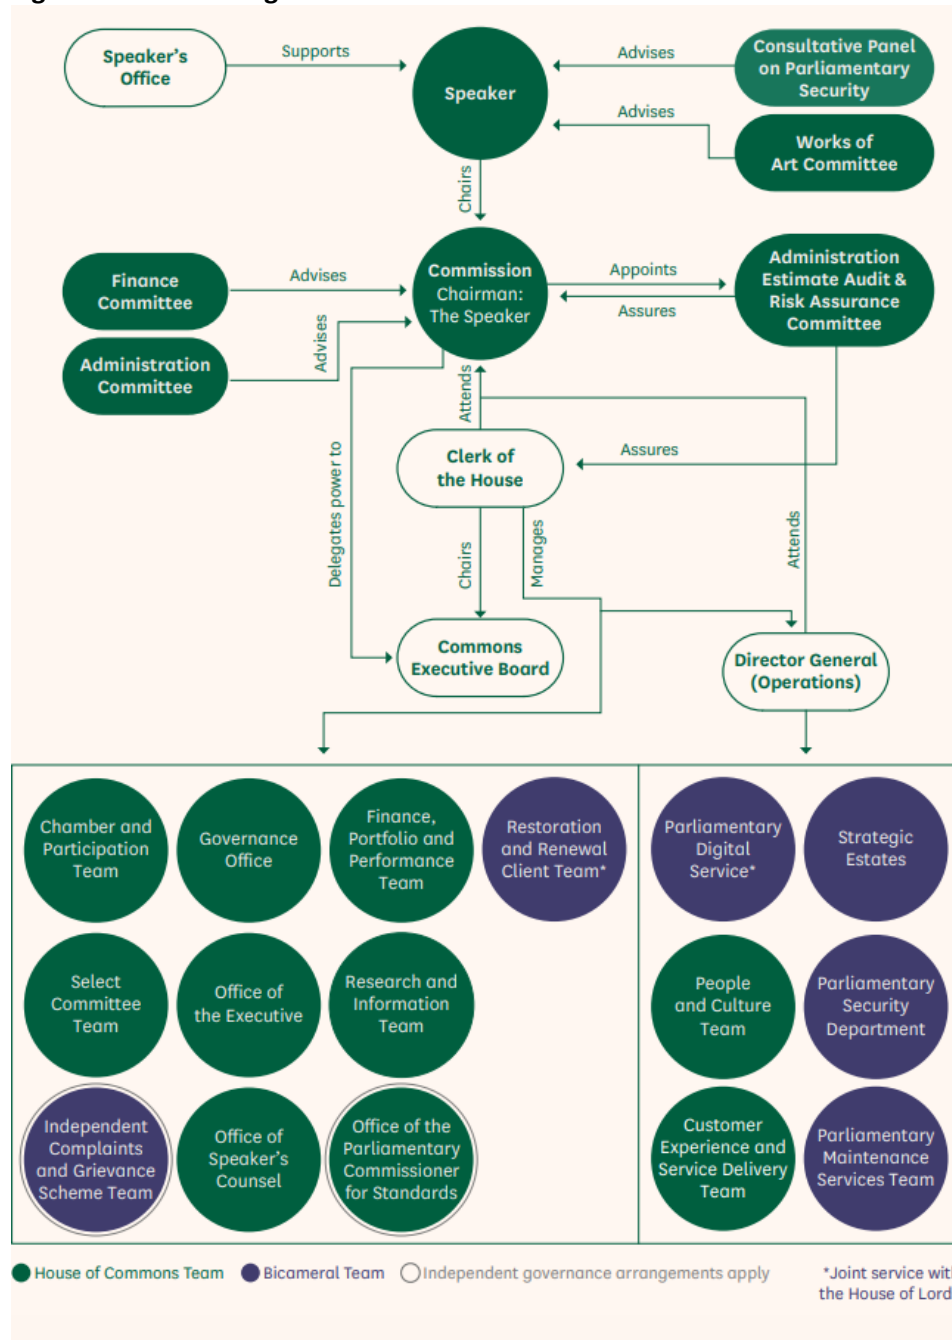 Speaker's
Office
Supports
Speaker
Advises
Consultative Panel
on Parliamentary
Security
Advises
Works of
Art Committee
Chairs
Finance
Committee
Advises
Commission
Chairman:
The Speaker
Appoints
Assures
Administration
Estimate Audit &
Risk Assurance
Committee
Administration
Committee
Advises
Attends
Delegates power to
Clerk of
the House
Assures
Chairs
Manages
Attends
Commons
Executive Board
Director General
(Operations)
Chamber and
Participation
Team
Governance
Office
Finance,
Portfolio and
Performance
Team
Restoration
and Renewal
Client Team*
Parliamentary
Digital
Service*
Strategic
Estates
Select
Committee
Team
Office of
the Executive
Research and
Information
Team
People
and Culture
Team
Parliamentary
Security
Department
Independent
Complaints
and Grievance
Scheme Team
Office of
Speaker's
Counsel
Office of the
Parliamentary
Commissioner
for Standards
Customer
Experience and
Service Delivery
Team
Parliamentary
Maintenance
Services Team
House of Commons Team
Bicameral Team
Independent governance arrangements apply
*Joint service with
the House of Lord